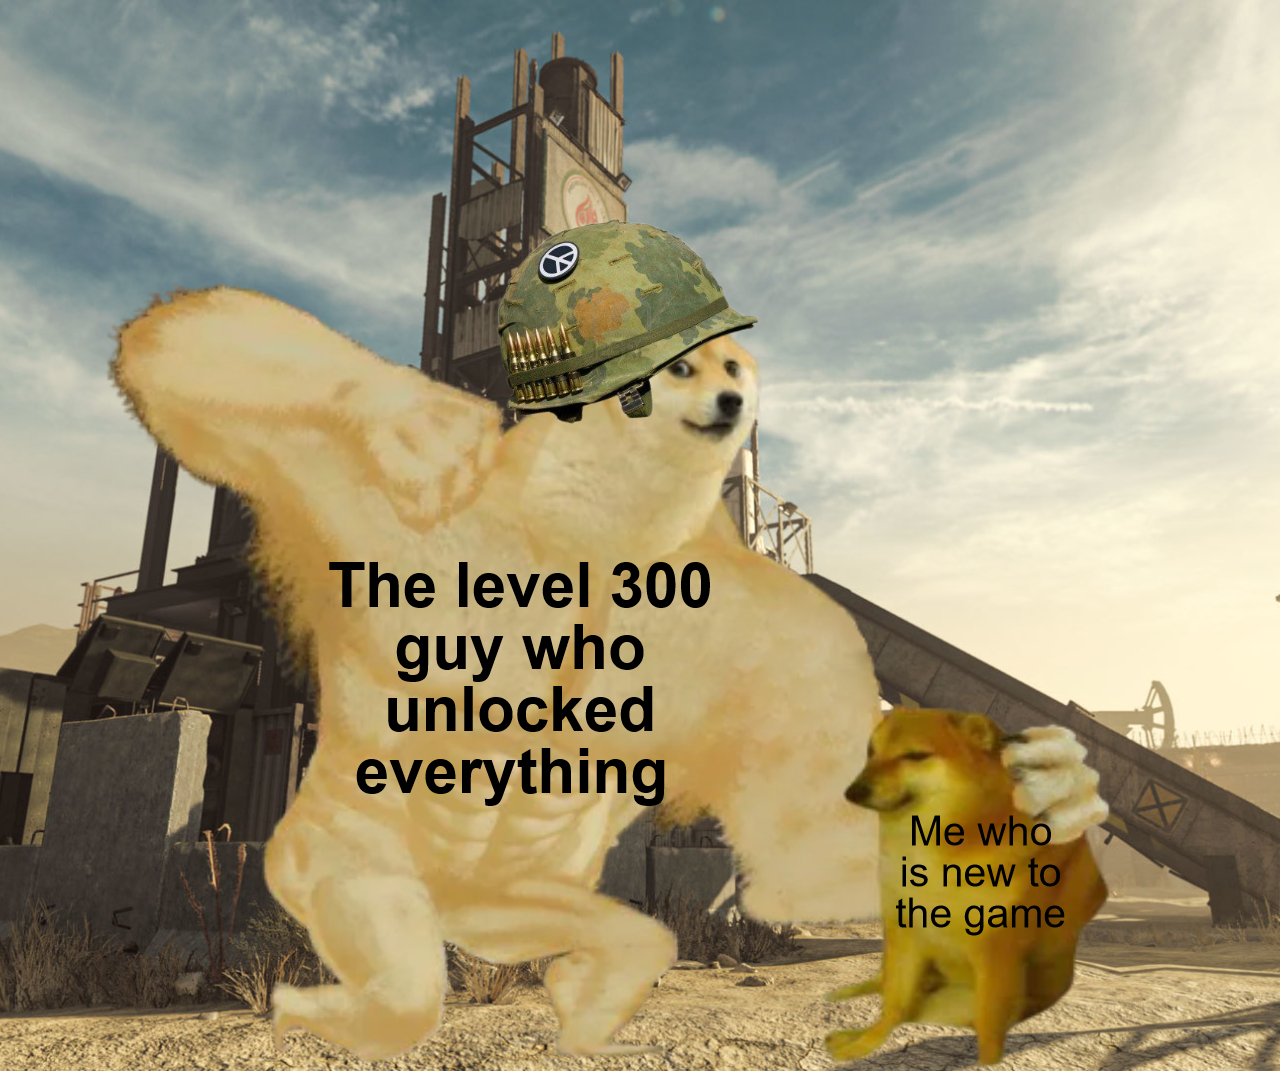 The level 300
guy who
unlocked
everything
Me who
is new to
the game